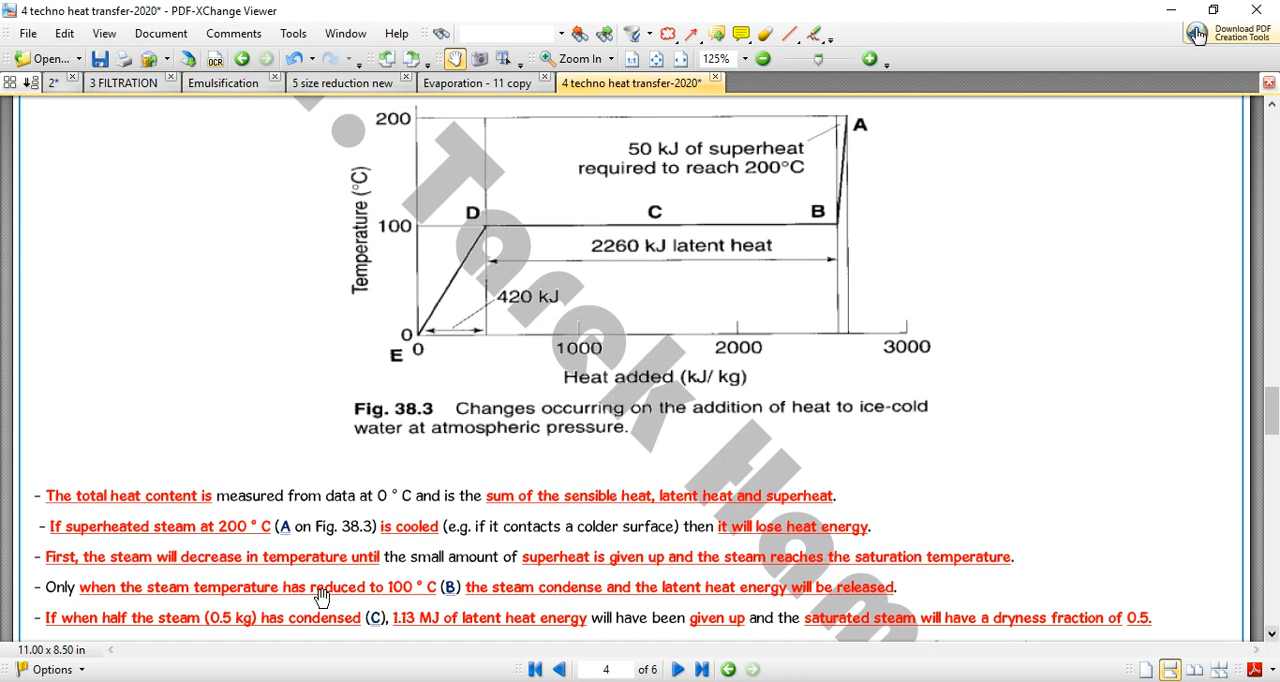 4 techno heat transfer-2020* - PDF-XChange Viewer
File Edit View Document Comments Tools Window Help
Download PDF
Creation Tools
Open... OCR Zoom In 1:1 125%
2* 3 FILTRATION Emulsification 5 size reduction new Evaporation - 11 copy 4 techno heat transfer-2020*
200
A
50 kJ of superheat
required to reach 200°C
Temperature (°C)
D C B
100
2260 kJ latent heat
420 kJ
0
E 0 1000 2000 3000
Heat added (kJ/ kg)
Fig. 38.3 Changes occurring on the addition of heat to ice-cold
water at atmospheric pressure.
. Tarek Hom
- The total heat content is measured from data at 0 ° C and is the sum of the sensible heat, latent heat and superheat.
- If superheated steam at 200 ° C (A on Fig. 38.3) is cooled (e.g. if it contacts a colder surface) then it will lose heat energy.
- First, the steam will decrease in temperature until the small amount of superheat is given up and the steam reaches the saturation temperature.
- Only when the steam temperature has reduced to 100 ° C (B) the steam condense and the latent heat energy will be released.
- If when half the steam (0.5 kg) has condensed (C), 1.13 MJ of latent heat energy will have been given up and the saturated steam will have a dryness fraction of 0.5.
11.00 x 8.50 in
Options 4 of 6